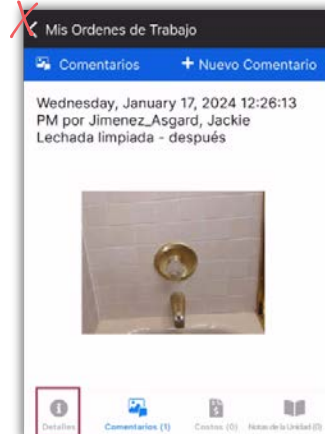 Mis Ordenes de Trabajo
Comentarios + Nuevo Comentario
Wednesday, January 17, 2024 12:26:13
PM por Jimenez_Asgard, Jackie
Lechada limpiada - después
Detalles Comentarios (1) Costos (0) Notas de la Unidad (0)